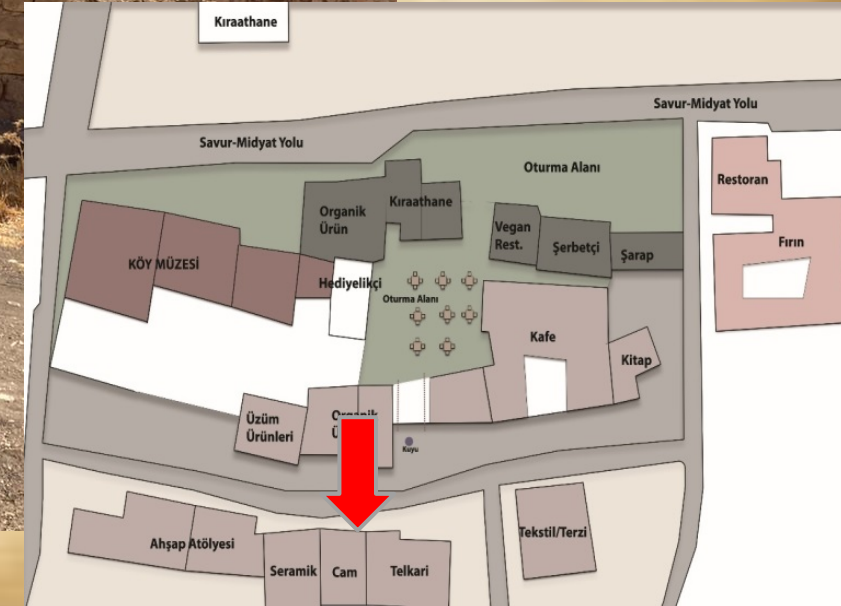 Kıraathane
Savur-Midyat Yolu
Savur-Midyat Yolu
Oturma Alanı
Restoran
Organik
Ürün
Kıraathane
Vegan
Rest.
Şerbetçi
Şarap
Fırın
KÖY MÜZESİ
Hediyelikçi
Oturma Alanı
Kafe
Kitap
Üzüm
Ürünleri
Organik
Kuyu
Ahşap Atölyesi
Tekstil/Terzi
Seramik
Cam
Telkari